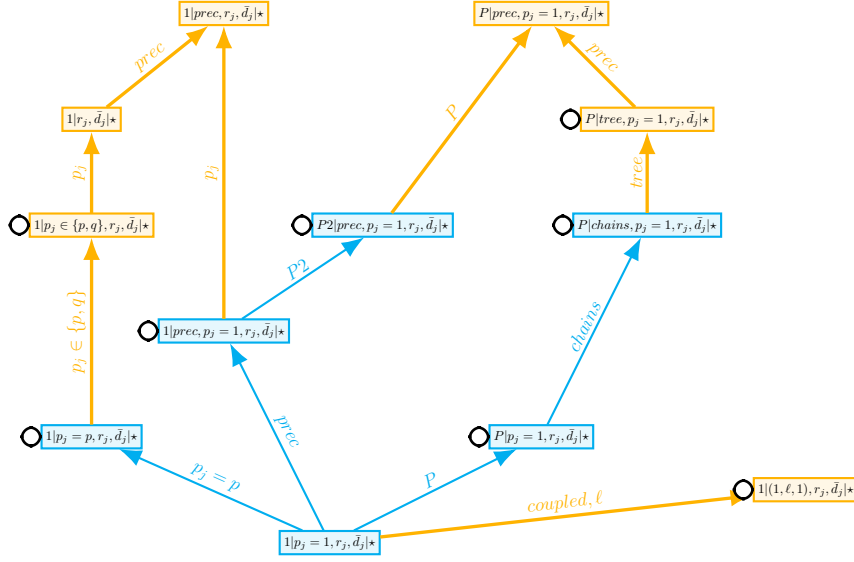 1|prec, r_j, d̄_j|⋆
P|prec, p_j = 1, r_j, d̄_j|⋆
prec
prec
1|r_j, d̄_j|⋆
P
P|tree, p_j = 1, r_j, d̄_j|⋆
p_j
p_j
tree
1|p_j ∈ {p, q}, r_j, d̄_j|⋆
P2|prec, p_j = 1, r_j, d̄_j|⋆
P|chains, p_j = 1, r_j, d̄_j|⋆
P2
p_j ∈ {p, q}
chains
1|prec, p_j = 1, r_j, d̄_j|⋆
prec
1|p_j = p, r_j, d̄_j|⋆
P|p_j = 1, r_j, d̄_j|⋆
p_j = p
P
coupled, ℓ
1|(1, ℓ, 1), r_j, d̄_j|⋆
1|p_j = 1, r_j, d̄_j|⋆